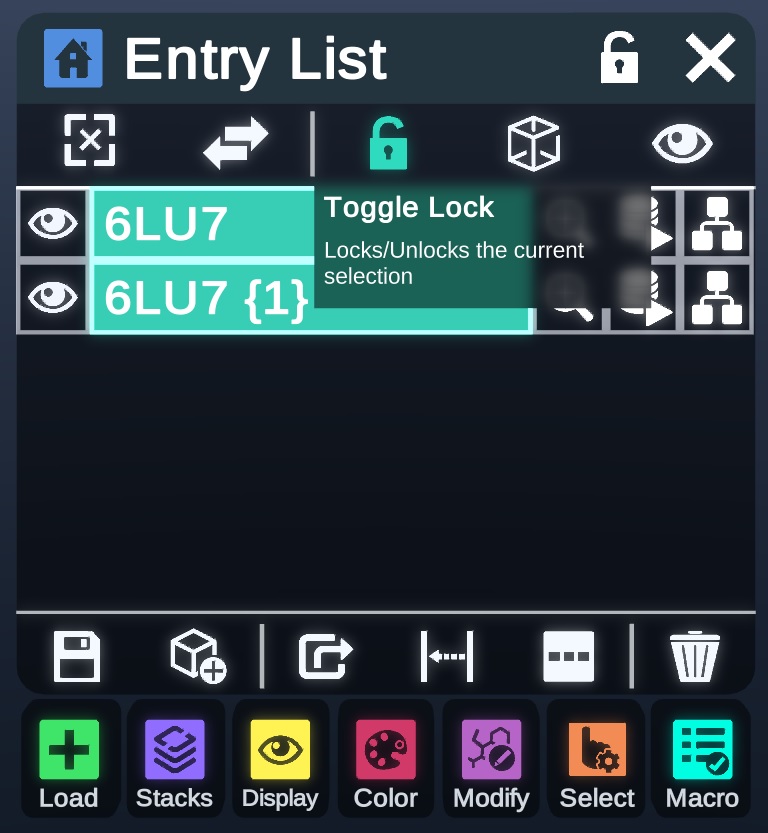 Entry List
6LU7
Toggle Lock
Locks/Unlocks the current
selection
6LU7 {1}
Load
Stacks
Display
Color
Modify
Select
Macro